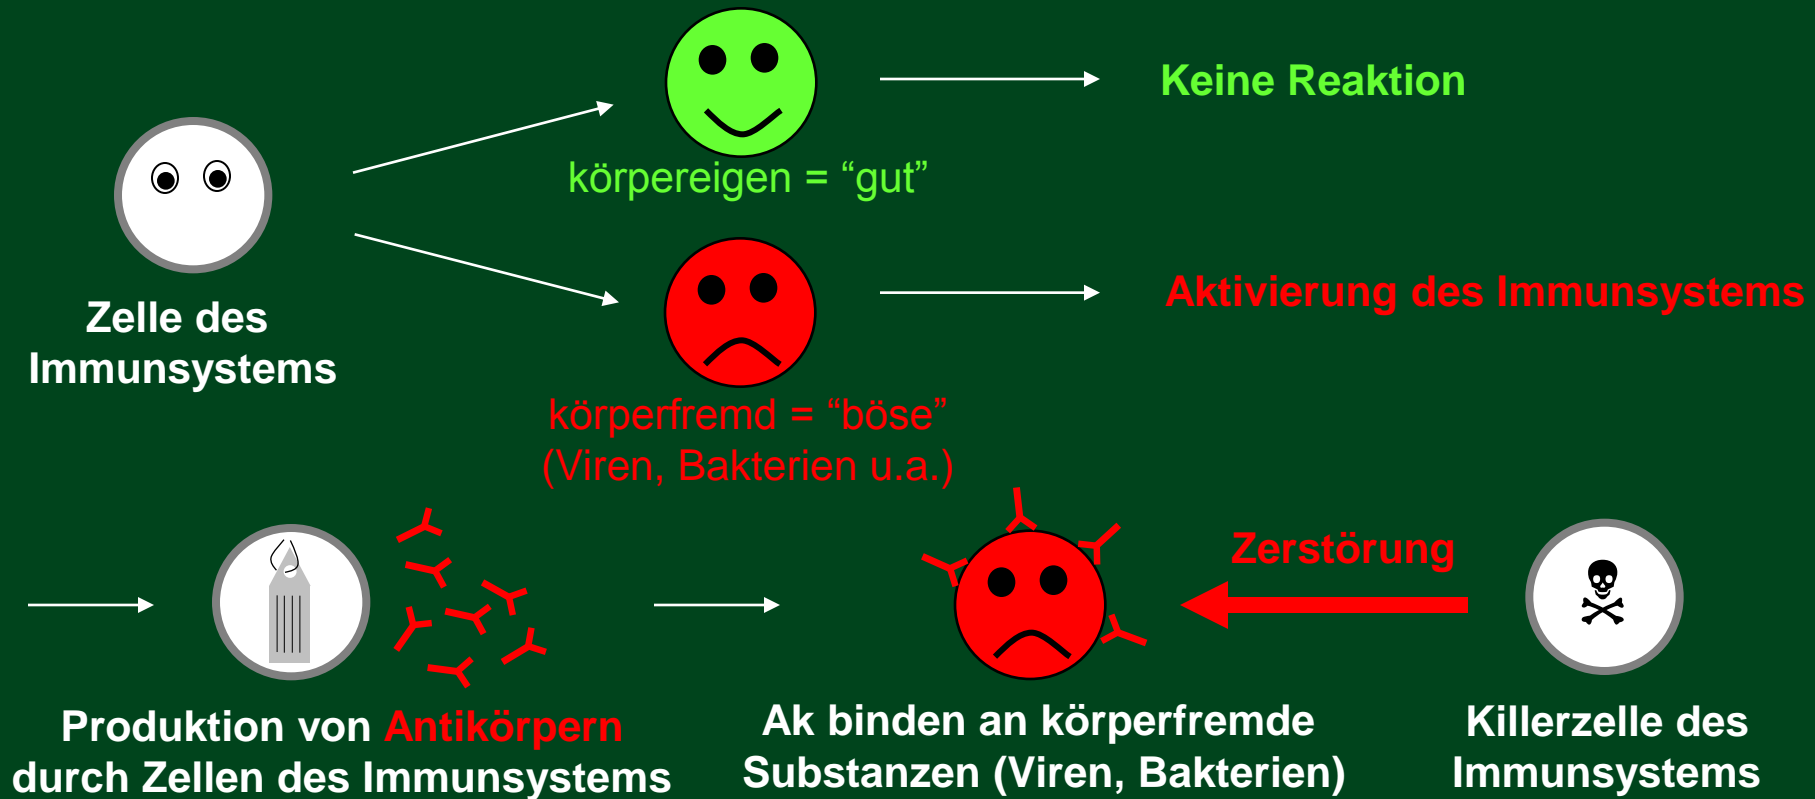 Keine Reaktion
körpereigen = “gut”
Zelle des
Immunsystems
Aktivierung des Immunsystems
körperfremd = “böse”
(Viren, Bakterien u.a.)
Produktion von Antikörpern
durch Zellen des Immunsystems
Ak binden an körperfremde
Substanzen (Viren, Bakterien)
Zerstörung
Killerzelle des
Immunsystems